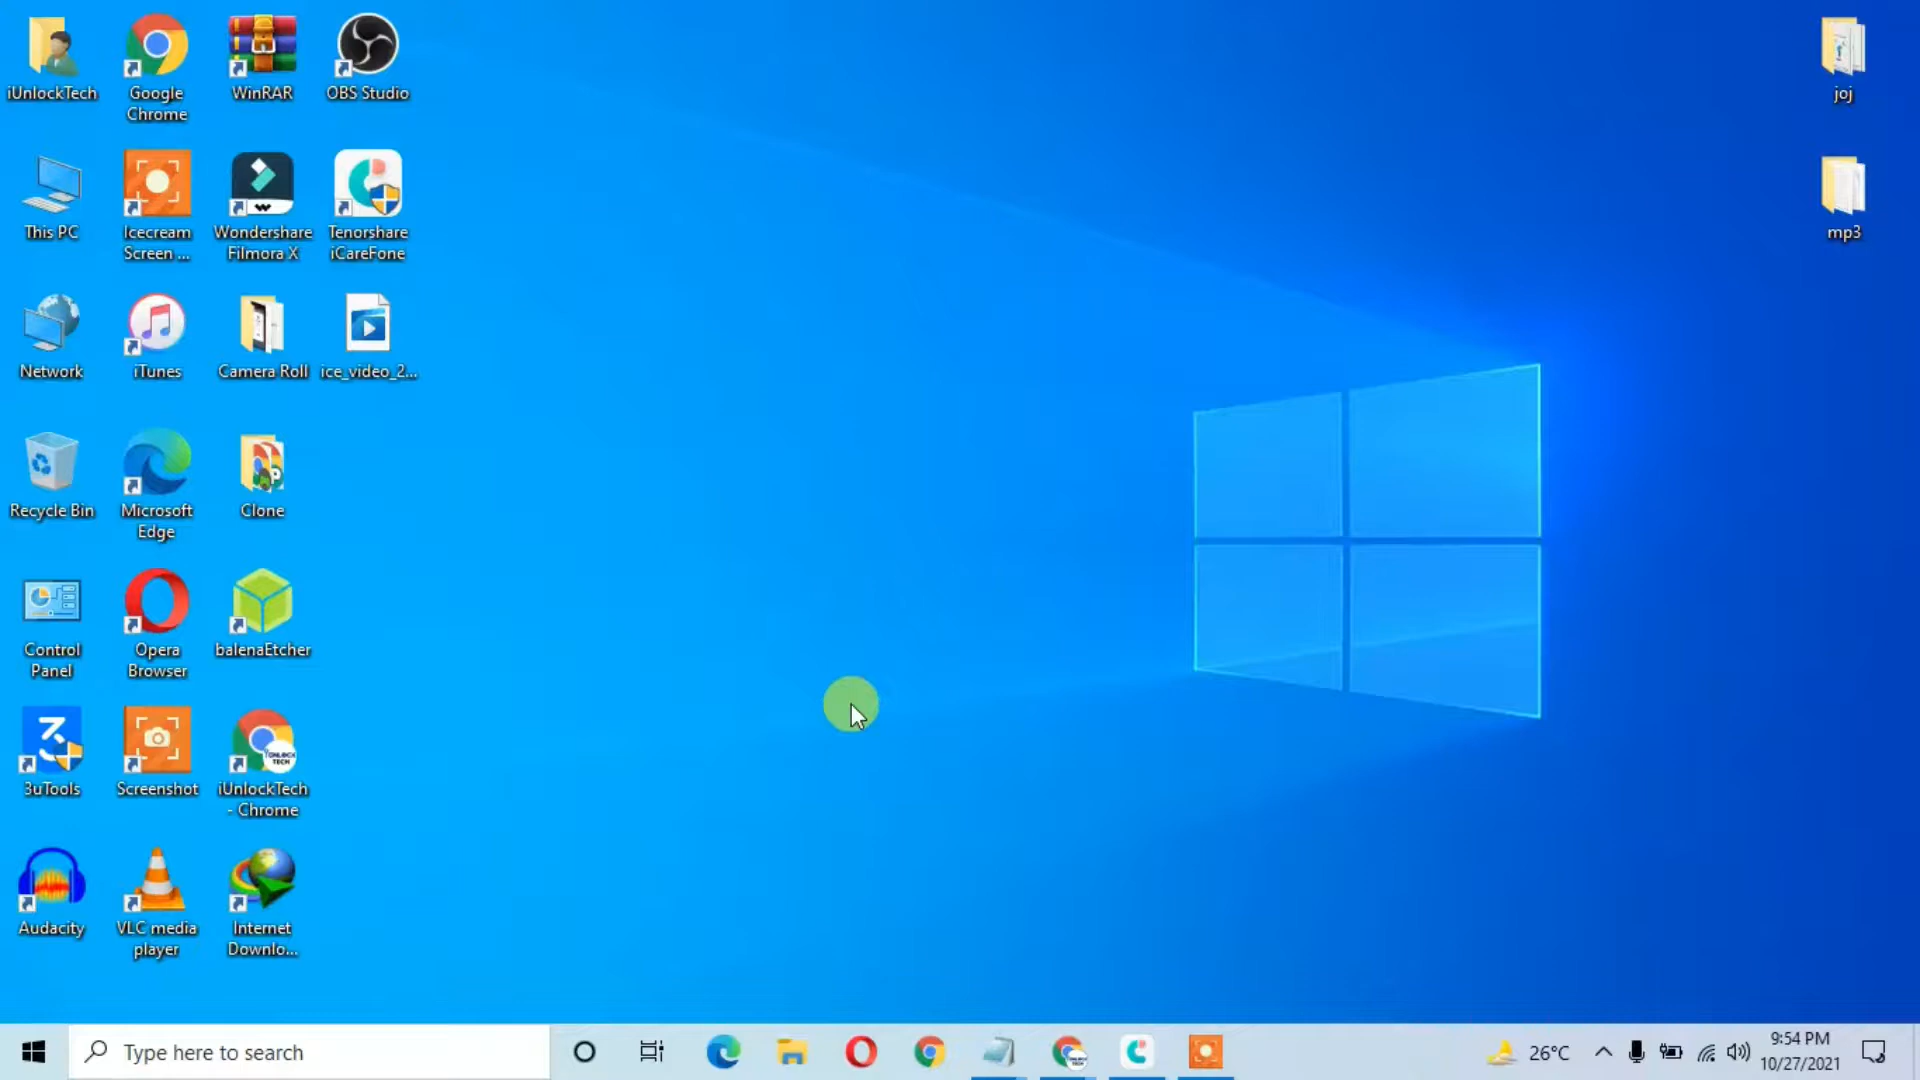 iUnlockTech
Google
Chrome
WinRAR
OBS Studio
joj
This PC
Icecream
Screen ...
Wondershare
Filmora X
Tenorshare
iCareFone
mp3
Network
iTunes
Camera Roll
ice_video_2...
Recycle Bin
Microsoft
Edge
Clone
Control
Panel
Opera
Browser
balenaEtcher
3uTools
Screenshot
iUnlockTech
- Chrome
Audacity
VLC media
player
Internet
Downlo...
Type here to search
26°C
9:54 PM
10/27/2021